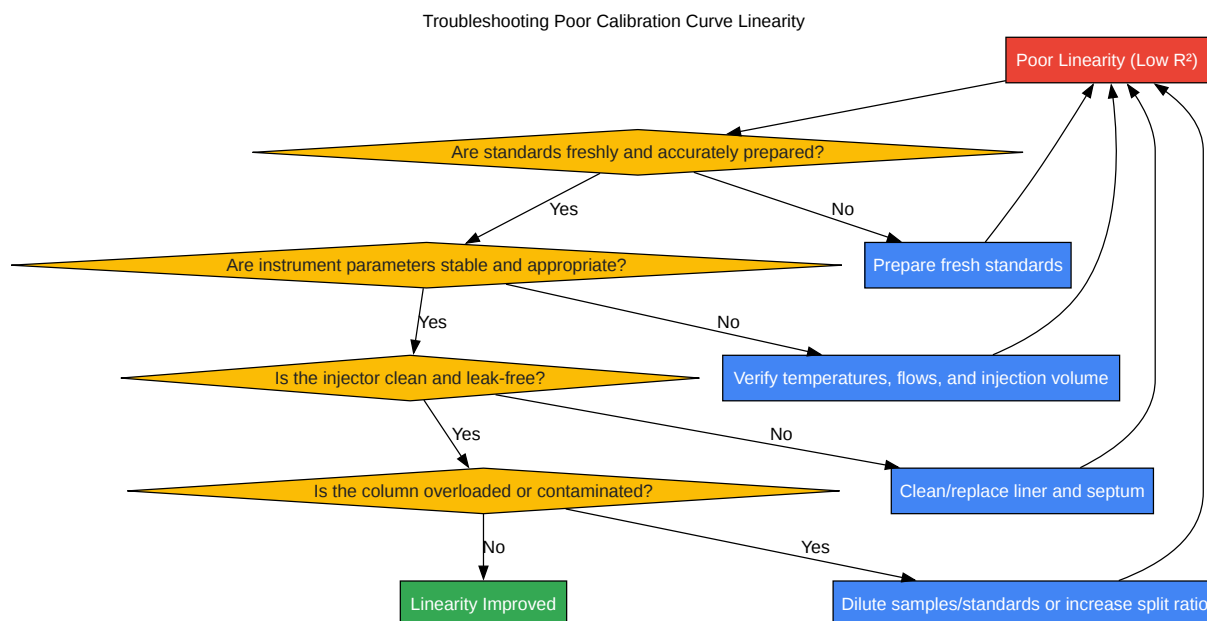 Troubleshooting Poor Calibration Curve Linearity
Poor Linearity (Low R²)
Are standards freshly and accurately prepared?
Yes
No
Are instrument parameters stable and appropriate?
Prepare fresh standards
Yes
No
Is the injector clean and leak-free?
Verify temperatures, flows, and injection volume
Yes
No
Is the column overloaded or contaminated?
Clean/replace liner and septum
No
Yes
Linearity Improved
Dilute samples/standards or increase split ratio